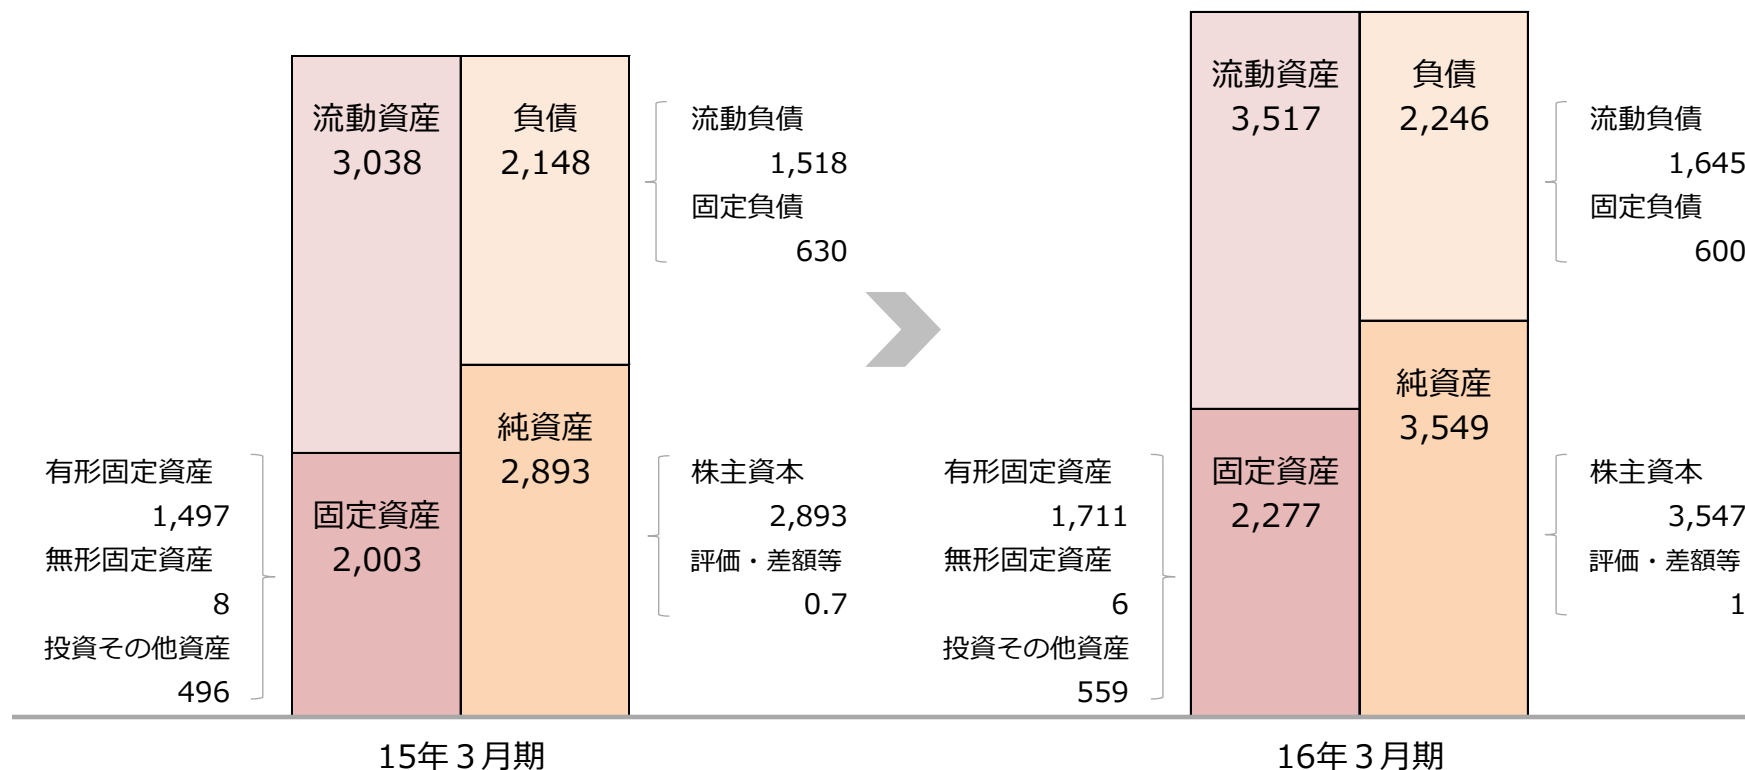 流動資産
3,038
負債
2,148
流動負債
1,518
固定負債
630
純資産
2,893
有形固定資産
1,497
無形固定資産
8
投資その他資産
496
固定資産
2,003
株主資本
2,893
評価・差額等
0.7
15年３月期
流動資産
3,517
負債
2,246
流動負債
1,645
固定負債
600
純資産
3,549
有形固定資産
1,711
無形固定資産
6
投資その他資産
559
固定資産
2,277
株主資本
3,547
評価・差額等
1
16年３月期